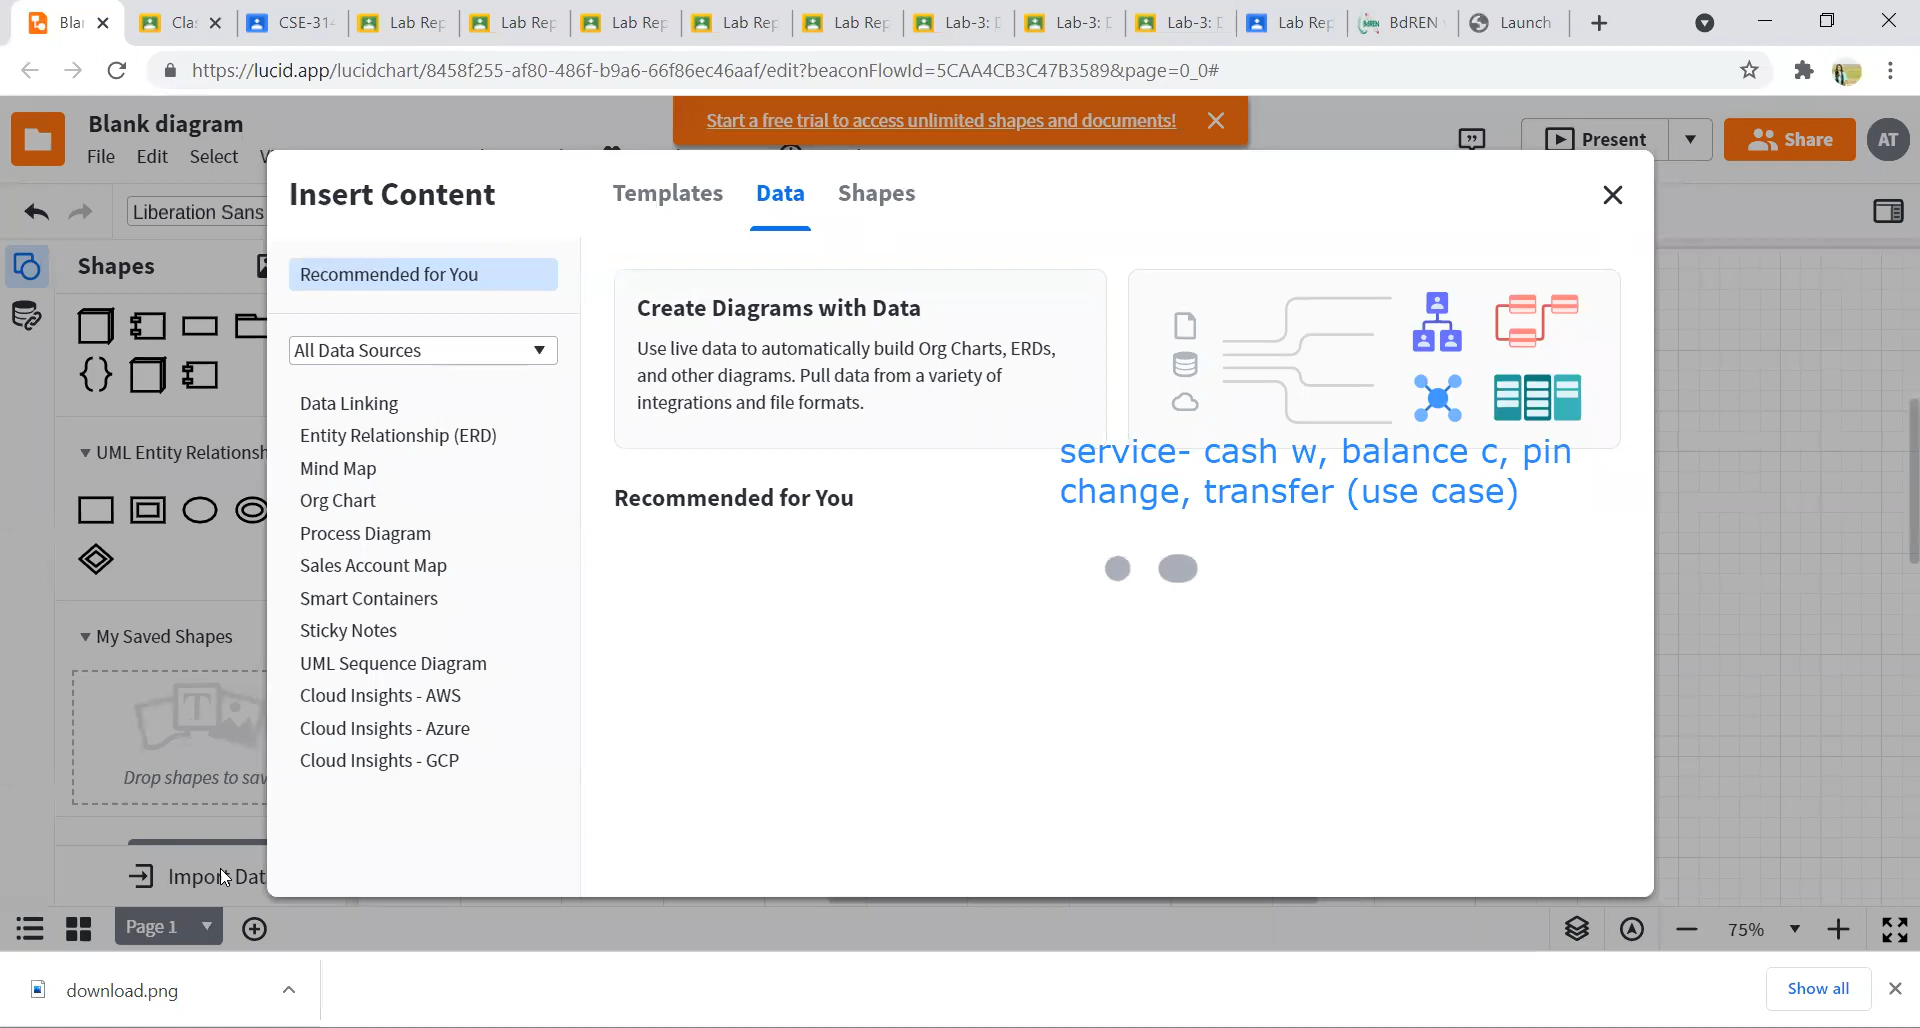 Bla
Clas
CSE-314
Lab Rep
Lab Rep
Lab Rep
Lab Rep
Lab Rep
Lab-3: D
Lab-3: D
Lab-3: D
Lab Rep
BdREN
Launch
https://lucid.app/lucidchart/8458f255-af80-486f-b9a6-66f86ec46aaf/edit?beaconFlowId=5CAA4CB3C47B3589&page=0_0#
Blank diagram
Start a free trial to access unlimited shapes and documents!
Present
Share
AT
File Edit Select
Liberation Sans
Insert Content
Templates Data Shapes
Shapes
Recommended for You
All Data Sources
Data Linking
Entity Relationship (ERD)
Mind Map
Org Chart
Process Diagram
Sales Account Map
Smart Containers
Sticky Notes
UML Sequence Diagram
Cloud Insights - AWS
Cloud Insights - Azure
Cloud Insights - GCP
Create Diagrams with Data
Use live data to automatically build Org Charts, ERDs,
and other diagrams. Pull data from a variety of
integrations and file formats.
service- cash w, balance c, pin
change, transfer (use case)
Recommended for You
UML Entity Relationsh
My Saved Shapes
T
Drop shapes to sav
Import Dat
Page 1
75%
download.png
Show all